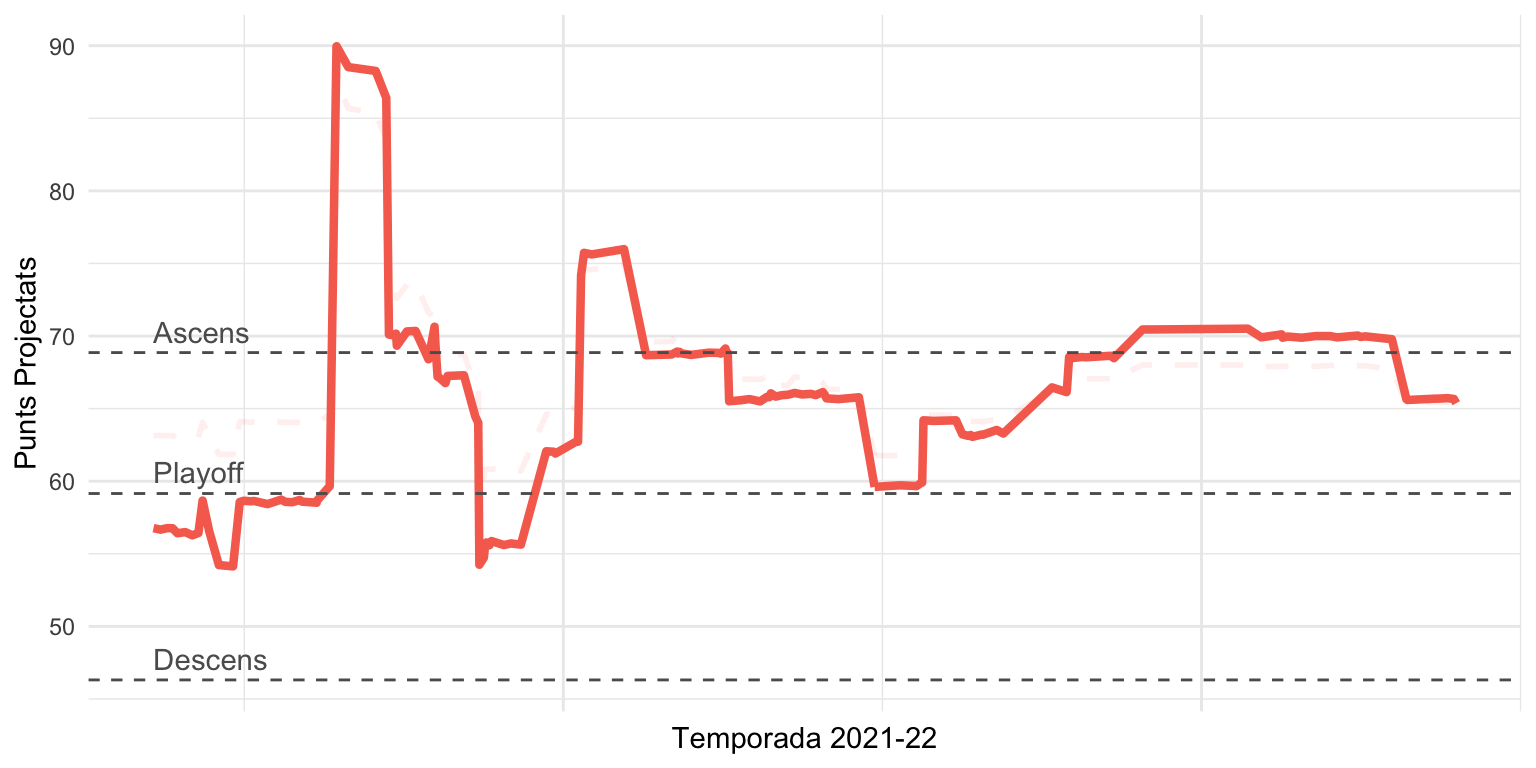 90
80
70
60
50
Punts Projectats
Ascens
Playoff
Descens
Temporada 2021-22